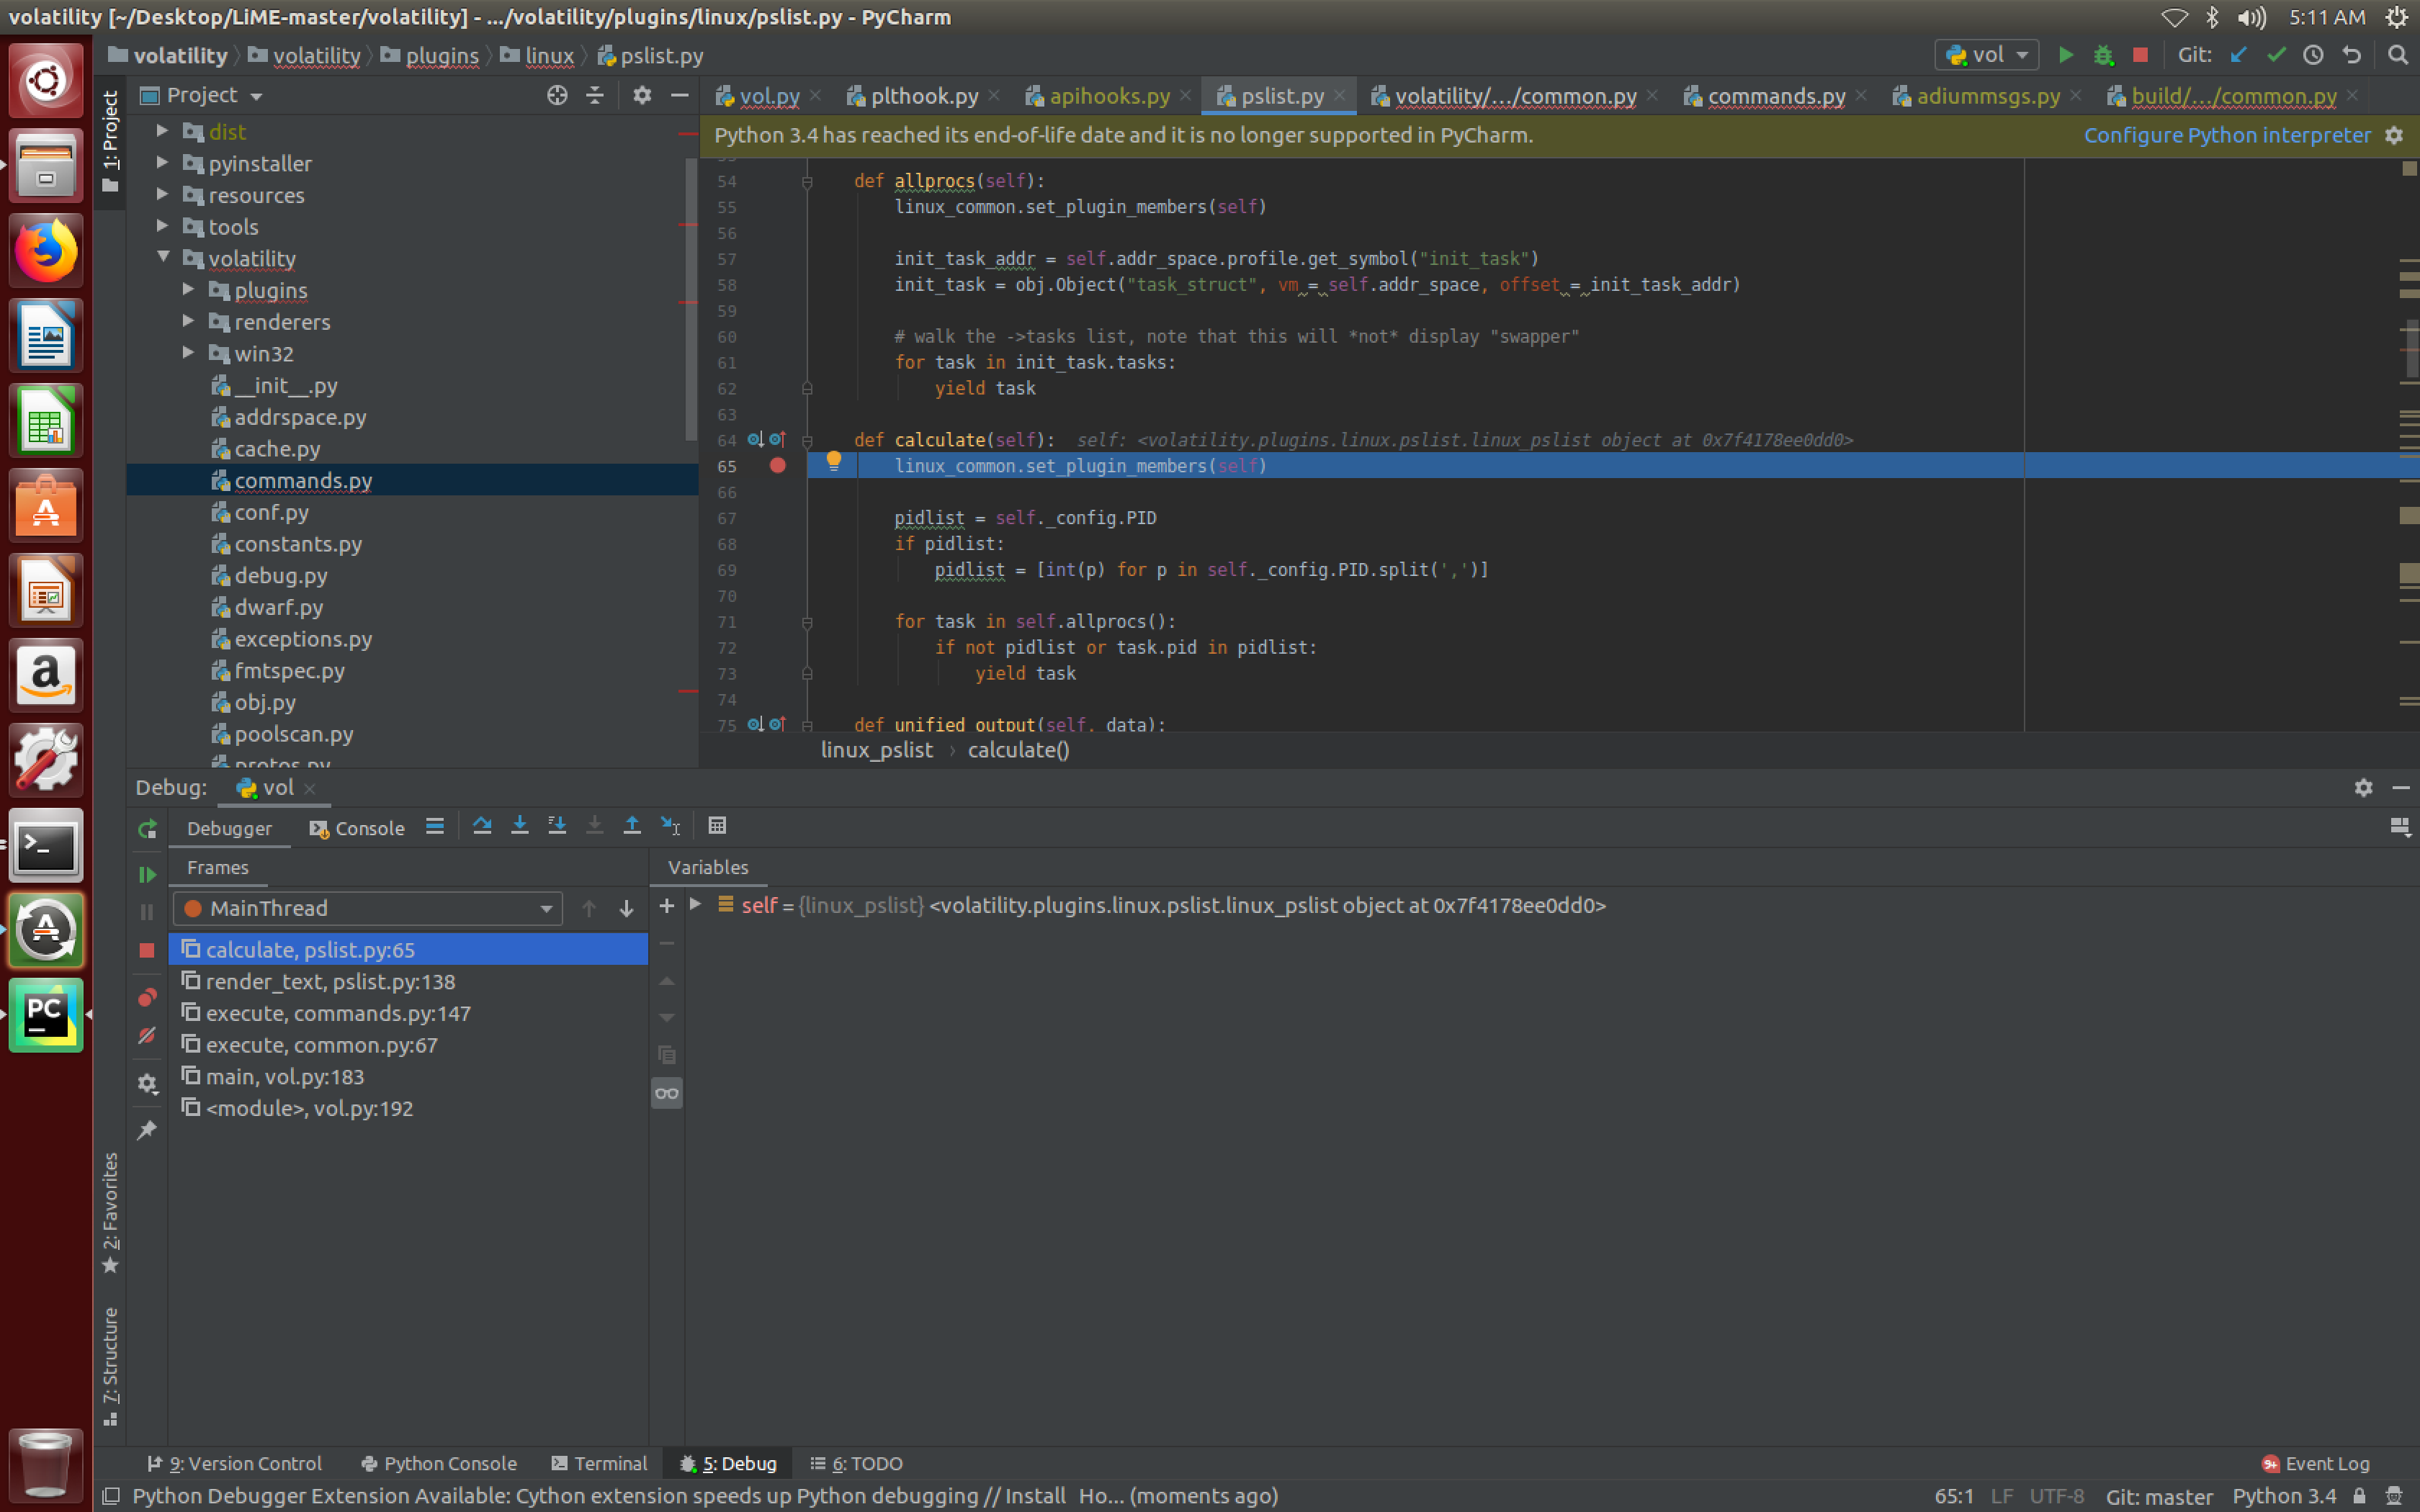 volatility [~/Desktop/LiME-master/volatility] - .../volatility/plugins/linux/pslist.py - PyCharm
5:11 AM
volatility
volatility
plugins
linux
pslist.py
vol
Git:
1: Project
Project
vol.py
plthook.py
apihooks.py
pslist.py
volatility/.../common.py
commands.py
adiummsgs.py
build/.../common.py
Python 3.4 has reached its end-of-life date and it is no longer supported in PyCharm.
Configure Python interpreter
dist
pyinstaller
resources
tools
volatility
plugins
renderers
win32
__init__.py
addrspace.py
cache.py
commands.py
conf.py
constants.py
debug.py
dwarf.py
exceptions.py
fmtspec.py
obj.py
poolscan.py
protos.py
54 def allprocs(self):
55 linux_common.set_plugin_members(self)
56
57 init_task_addr = self.addr_space.profile.get_symbol("init_task")
58 init_task = obj.Object("task_struct", vm = self.addr_space, offset = init_task_addr)
59
60 # walk the ->tasks list, note that this will *not* display "swapper"
61 for task in init_task.tasks:
62 yield task
63
64 def calculate(self): self: <volatility.plugins.linux.pslist.linux_pslist object at 0x7f4178ee0dd0>
65 linux_common.set_plugin_members(self)
66
67 pidlist = self._config.PID
68 if pidlist:
69 pidlist = [int(p) for p in self._config.PID.split(',')]
70
71 for task in self.allprocs():
72 if not pidlist or task.pid in pidlist:
73 yield task
74
75 def unified_output(self, data):
linux_pslist › calculate()
Debug:
vol
Debugger
Console
Frames
Variables
MainThread
self = {linux_pslist} <volatility.plugins.linux.pslist.linux_pslist object at 0x7f4178ee0dd0>
calculate, pslist.py:65
render_text, pslist.py:138
execute, commands.py:147
execute, common.py:67
main, vol.py:183
<module>, vol.py:192
2: Favorites
7: Structure
PC
9: Version Control
Python Console
Terminal
5: Debug
6: TODO
9+ Event Log
Python Debugger Extension Available: Cython extension speeds up Python debugging // Install Ho... (moments ago)
65:1
LF
UTF-8
Git: master
Python 3.4